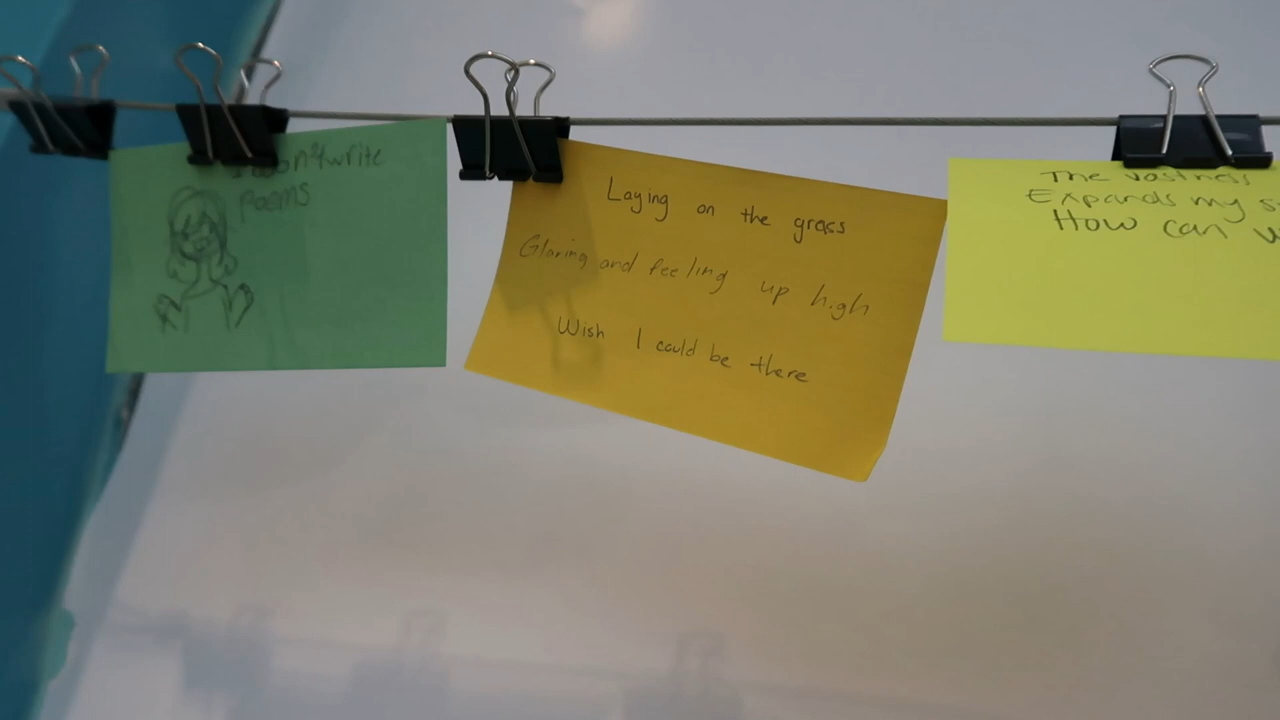 I don't write
poems
Laying on the grass
Glaring and feeling up high
Wish I could be there
The vastness
Expands my s
How can w